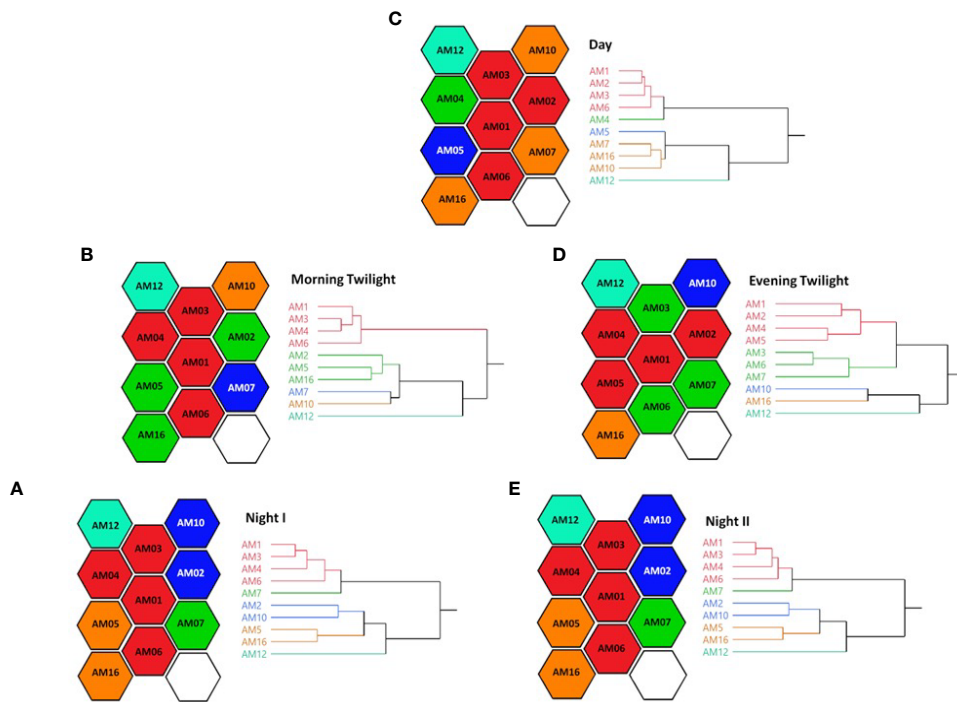 C
AM12
AM10
AM03
AM04
AM02
AM01
AM05
AM07
AM06
AM16
Day
AM1
AM2
AM3
AM6
AM4
AM5
AM7
AM16
AM10
AM12
B
AM12
AM10
AM03
AM04
AM02
AM01
AM05
AM07
AM06
AM16
Morning Twilight
AM1
AM3
AM4
AM6
AM2
AM5
AM16
AM7
AM10
AM12
D
AM12
AM10
AM03
AM04
AM02
AM01
AM05
AM07
AM06
AM16
Evening Twilight
AM1
AM2
AM4
AM5
AM3
AM6
AM7
AM10
AM16
AM12
A
AM12
AM10
AM03
AM04
AM02
AM01
AM05
AM07
AM06
AM16
Night I
AM1
AM3
AM4
AM6
AM7
AM2
AM10
AM5
AM16
AM12
E
AM12
AM10
AM03
AM04
AM02
AM01
AM05
AM07
AM06
AM16
Night II
AM1
AM3
AM4
AM6
AM7
AM2
AM10
AM5
AM16
AM12